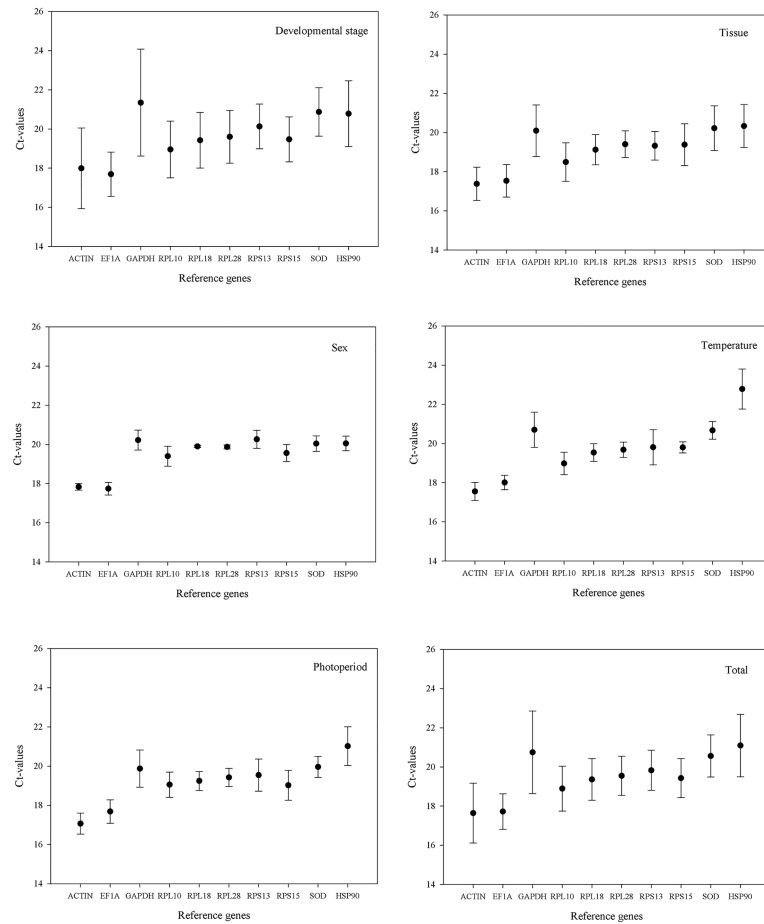 Developmental stage
Ct-values
26
24
22
20
18
16
14
ACTIN EF1A GAPDH RPL10 RPL18 RPL28 RPS13 RPS15 SOD HSP90
Reference genes
Tissue
Ct-values
26
24
22
20
18
16
14
ACTIN EF1A GAPDH RPL10 RPL18 RPL28 RPS13 RPS15 SOD HSP90
Reference genes
Sex
Ct-values
26
24
22
20
18
16
14
ACTIN EF1A GAPDH RPL10 RPL18 RPL28 RPS13 RPS15 SOD HSP90
Reference genes
Temperature
Ct-values
26
24
22
20
18
16
14
ACTIN EF1A GAPDH RPL10 RPL18 RPL28 RPS13 RPS15 SOD HSP90
Reference genes
Photoperiod
Ct-values
26
24
22
20
18
16
14
ACTIN EF1A GAPDH RPL10 RPL18 RPL28 RPS13 RPS15 SOD HSP90
Reference genes
Total
Ct-values
26
24
22
20
18
16
14
ACTIN EF1A GAPDH RPL10 RPL18 RPL28 RPS13 RPS15 SOD HSP90
Reference genes